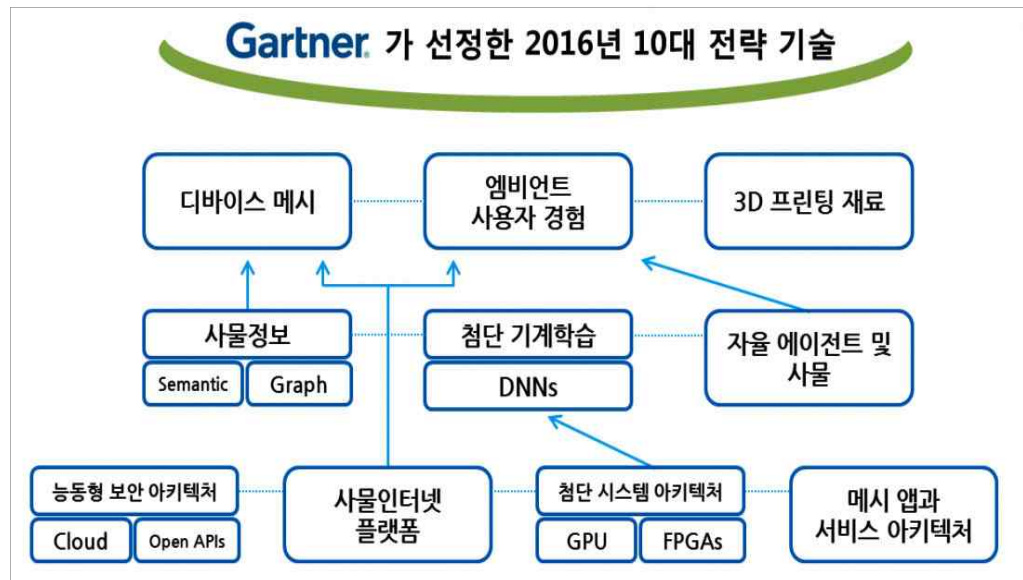 Gartner. 가 선정한 2016년 10대 전략 기술
디바이스 메시
엠비언트
사용자 경험
3D 프린팅 재료
사물정보
Semantic
Graph
첨단 기계학습
DNNs
자율 에이전트 및
사물
능동형 보안 아키텍처
Cloud
Open APIs
사물인터넷
플랫폼
첨단 시스템 아키텍처
GPU
FPGAs
메시 앱과
서비스 아키텍처